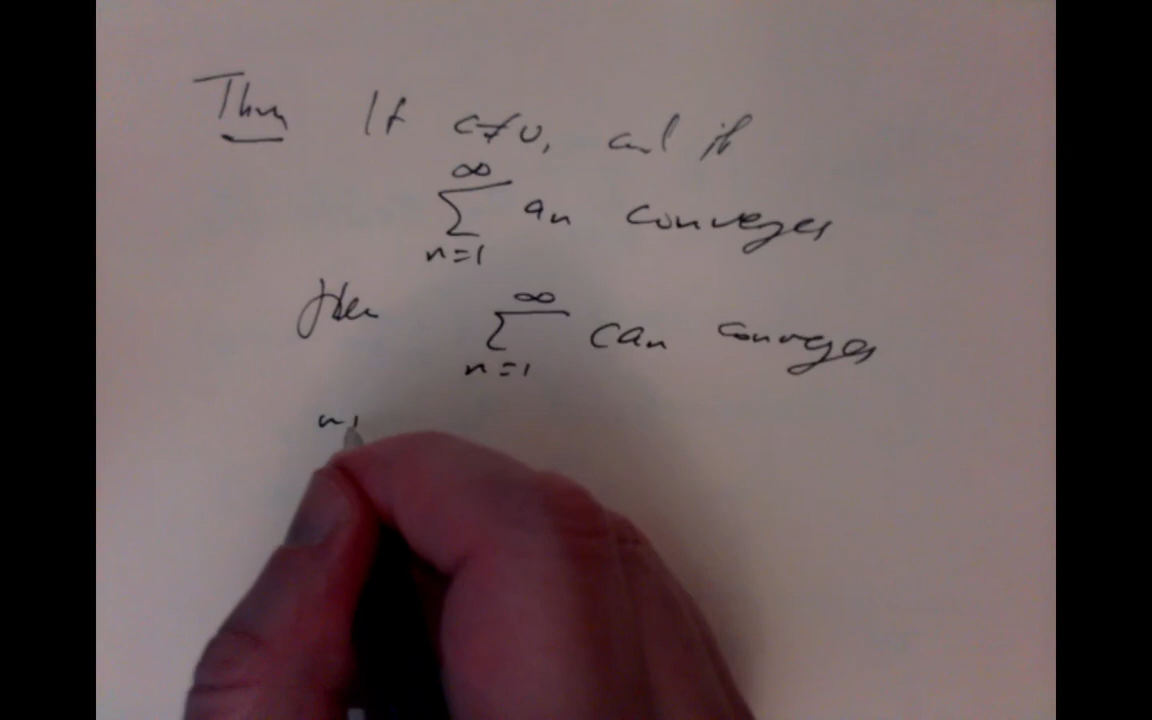 Thm If c≠0, and if
∞
∑ an converges
n=1
then
∞
∑ can converges
n=1